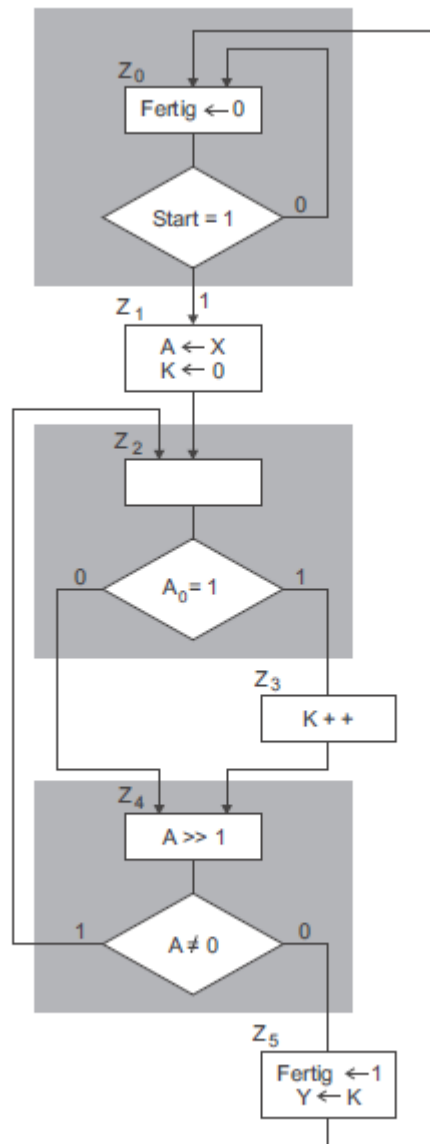 Z0
Fertig ← 0
Start = 1
0
1
Z1
A ← X
K ← 0
Z2
0
A0 = 1
1
Z3
K + +
Z4
A >> 1
1
A ≠ 0
0
Z5
Fertig ← 1
Y ← K